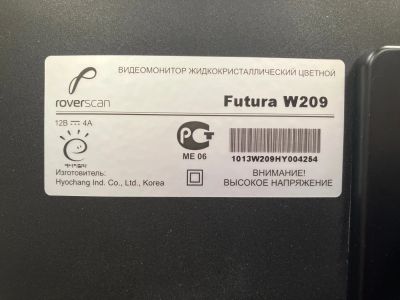 ВИДЕОМОНИТОР ЖИДКОКРИСТАЛЛИЧЕСКИЙ ЦВЕТНОЙ
roverscan
Futura W209
12В 4А
РСТ
ME 06
1013W209HY004254
Изготовитель:
Hyochang Ind. Co., Ltd., Korea
ВНИМАНИЕ!
ВЫСОКОЕ НАПРЯЖЕНИЕ